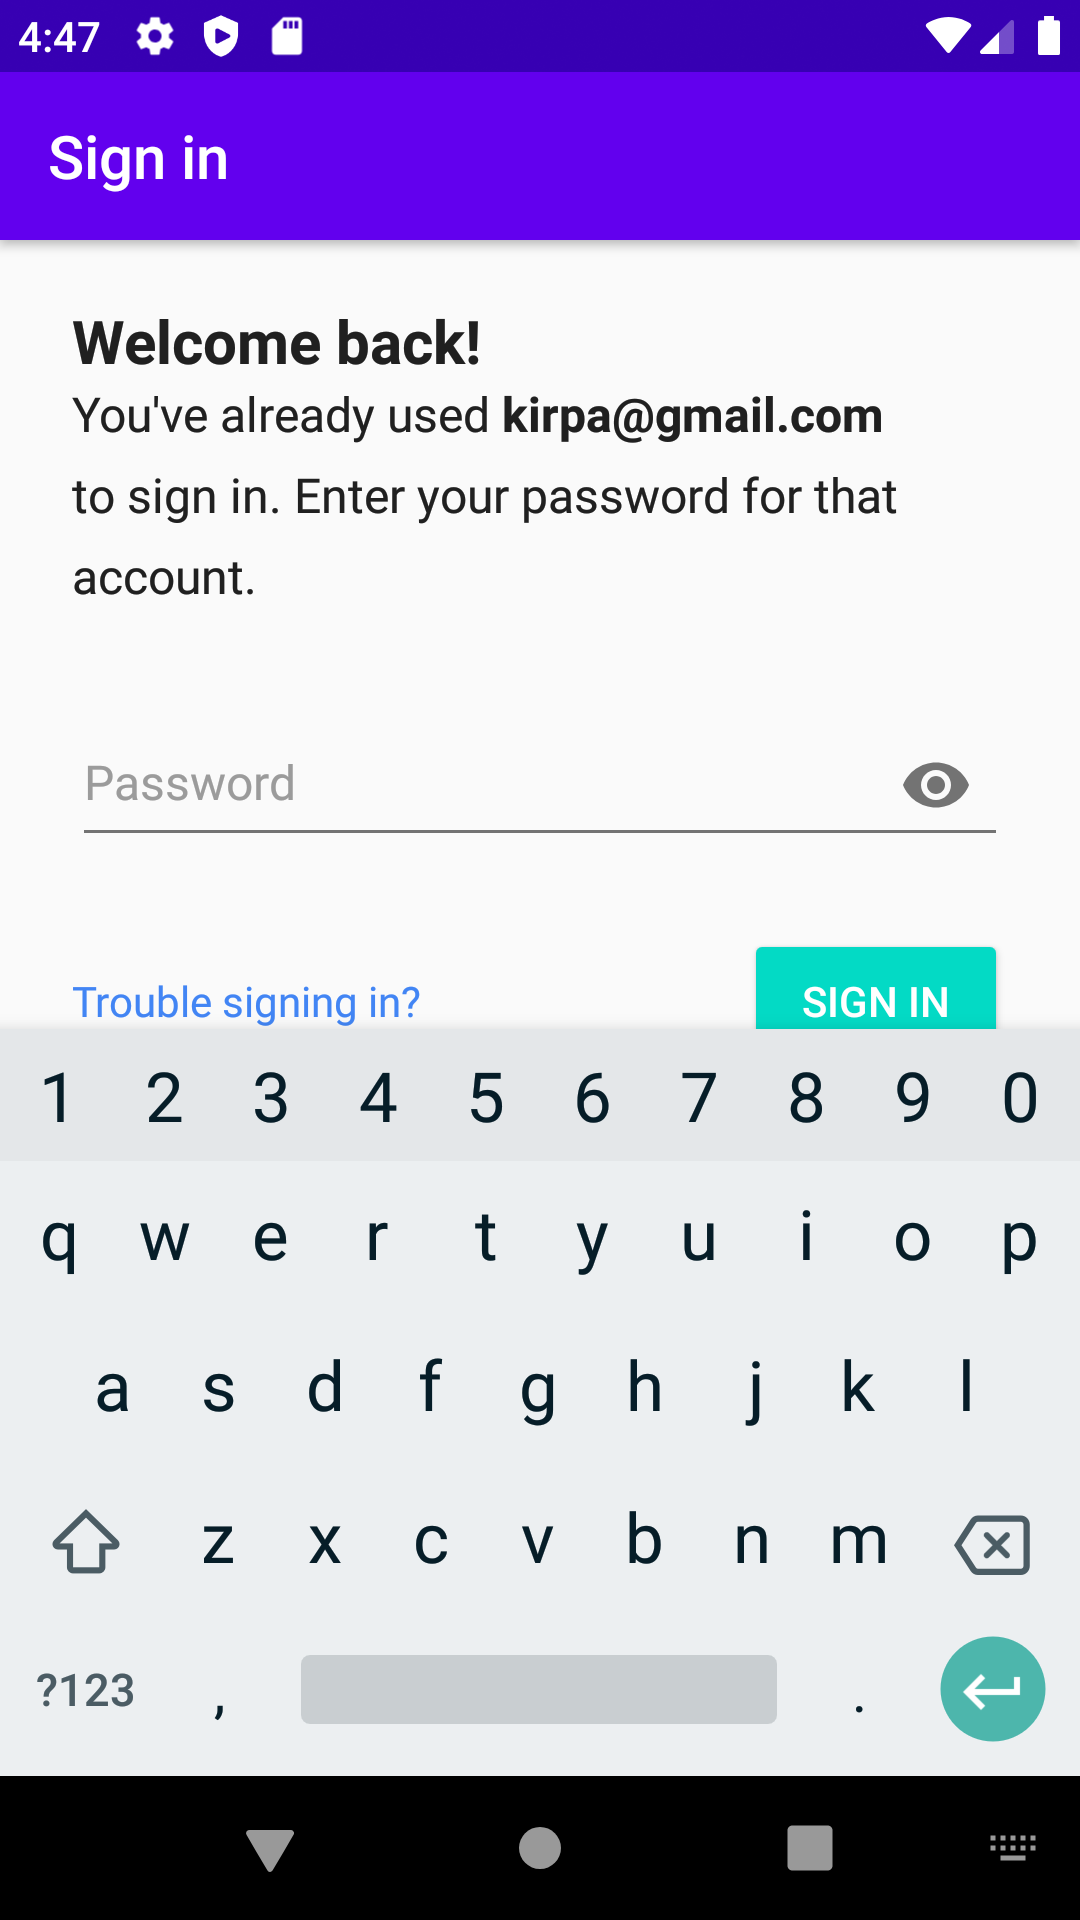 4:47
Sign in
Welcome back!
You've already used kirpa@gmail.com
to sign in. Enter your password for that
account.
Password
Trouble signing in?
SIGN IN
1 2 3 4 5 6 7 8 9 0
q w e r t y u i o p
a s d f g h j k l
z x c v b n m
?123 , .